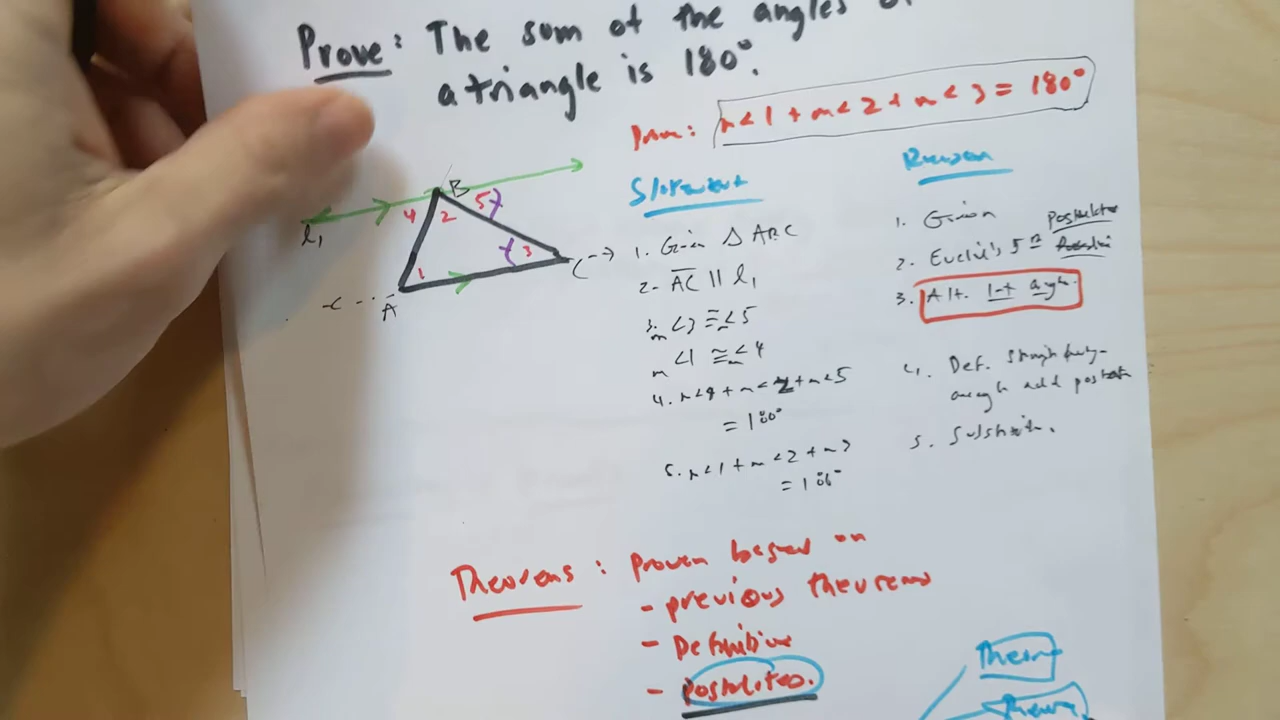 Prove: The sum of the angles
a triangle is 180°.
Prove: m<1 + m<2 + m<3 = 180°
Statement
Reason
B
4 2 5
l₁
1 3
C
A
1. Given △ ABC
1. Given
2. AC || l₁
2. Euclid's 5th Postulate
3. m<3 ≅ m<5
3. Alt. Int angle
m<1 ≅ m<4
4. m<4 + m<2 + m<5
= 180°
4. Def. straight
angle add postulate
5. m<1 + m<2 + m3
= 180°
5. Substitution.
Theorems: Proven based on
- previous theorems
- Definition
- postulates.
Theorem
Theorem